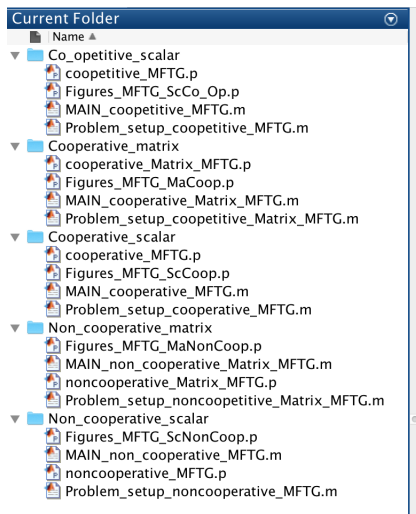 Current Folder
Name
Co_opetitive_scalar
coopetitive_MFTG.p
Figures_MFTG_ScCo_Op.p
MAIN_coopetitive_MFTG.m
Problem_setup_coopetitive_MFTG.m
Cooperative_matrix
cooperative_Matrix_MFTG.p
Figures_MFTG_MaCoop.p
MAIN_cooperative_Matrix_MFTG.m
Problem_setup_coopetitive_Matrix_MFTG.m
Cooperative_scalar
cooperative_MFTG.p
Figures_MFTG_ScCoop.p
MAIN_cooperative_MFTG.m
Problem_setup_cooperative_MFTG.m
Non_cooperative_matrix
Figures_MFTG_MaNonCoop.p
MAIN_non_cooperative_Matrix_MFTG.m
noncooperative_Matrix_MFTG.p
Problem_setup_noncoopetitive_Matrix_MFTG.m
Non_cooperative_scalar
Figures_MFTG_ScNonCoop.p
MAIN_non_cooperative_MFTG.m
noncooperative_MFTG.p
Problem_setup_noncooperative_MFTG.m